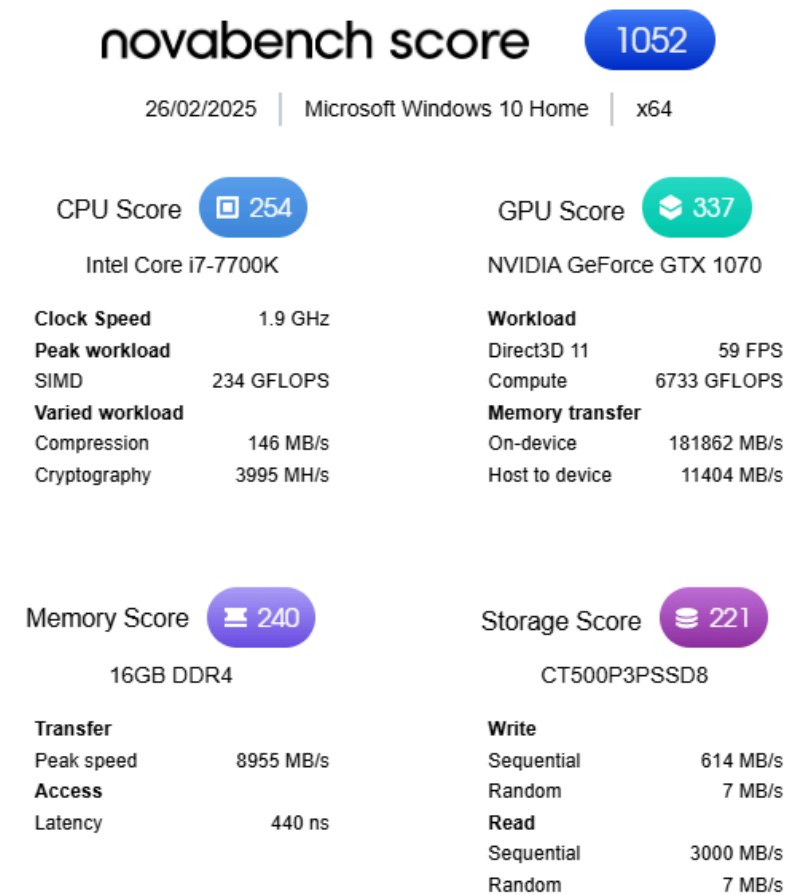 novabench score 1052
26/02/2025 Microsoft Windows 10 Home x64
CPU Score 254
Intel Core i7-7700K
Clock Speed 1.9 GHz
Peak workload
SIMD 234 GFLOPS
Varied workload
Compression 146 MB/s
Cryptography 3995 MH/s
GPU Score 337
NVIDIA GeForce GTX 1070
Workload
Direct3D 11 59 FPS
Compute 6733 GFLOPS
Memory transfer
On-device 181862 MB/s
Host to device 11404 MB/s
Memory Score 240
16GB DDR4
Transfer
Peak speed 8955 MB/s
Access
Latency 440 ns
Storage Score 221
CT500P3PSSD8
Write
Sequential 614 MB/s
Random 7 MB/s
Read
Sequential 3000 MB/s
Random 7 MB/s